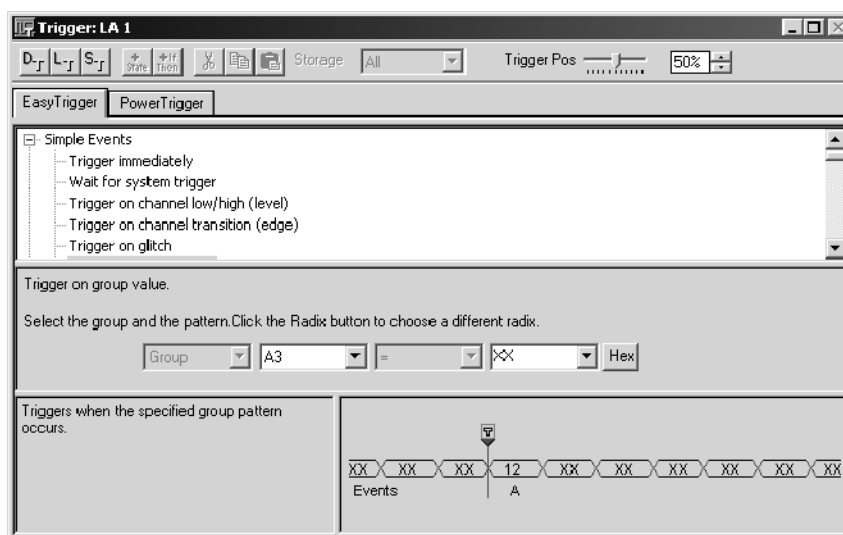 Trigger: LA 1
D- L- S- +State +If Then Storage All Trigger Pos 50%
EasyTrigger PowerTrigger
Simple Events
Trigger immediately
Wait for system trigger
Trigger on channel low/high (level)
Trigger on channel transition (edge)
Trigger on glitch
Trigger on group value.
Select the group and the pattern.Click the Radix button to choose a different radix.
Group A3 = XX Hex
Triggers when the specified group pattern
occurs.
T
XX XX XX 12 XX XX XX XX XX XX
Events A